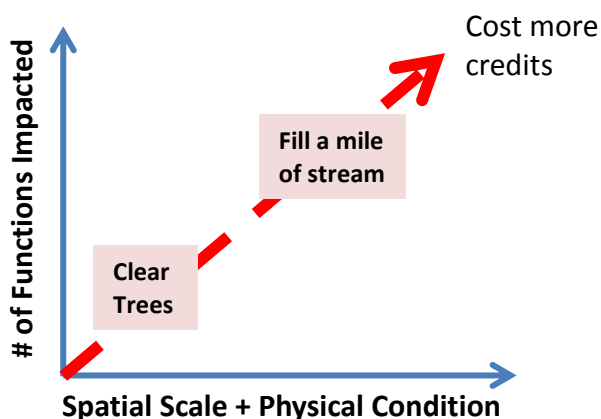 Cost more
credits
# of Functions Impacted
Fill a mile
of stream
Clear
Trees
Spatial Scale + Physical Condition